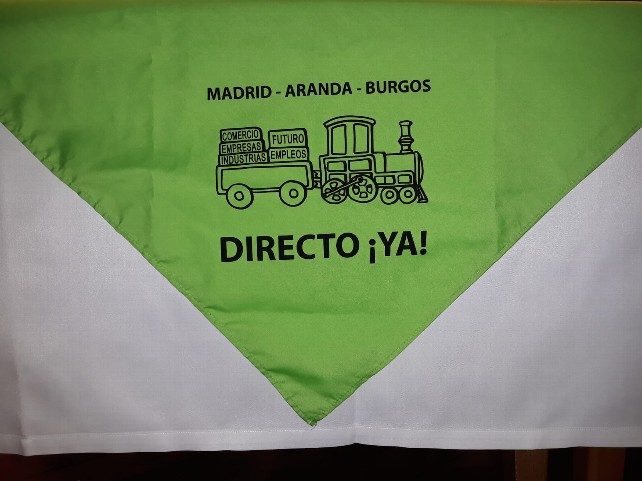 MADRID - ARANDA - BURGOS
COMERCIO
EMPRESAS
INDUSTRIAS
FUTURO
EMPLEOS
DIRECTO ¡YA!